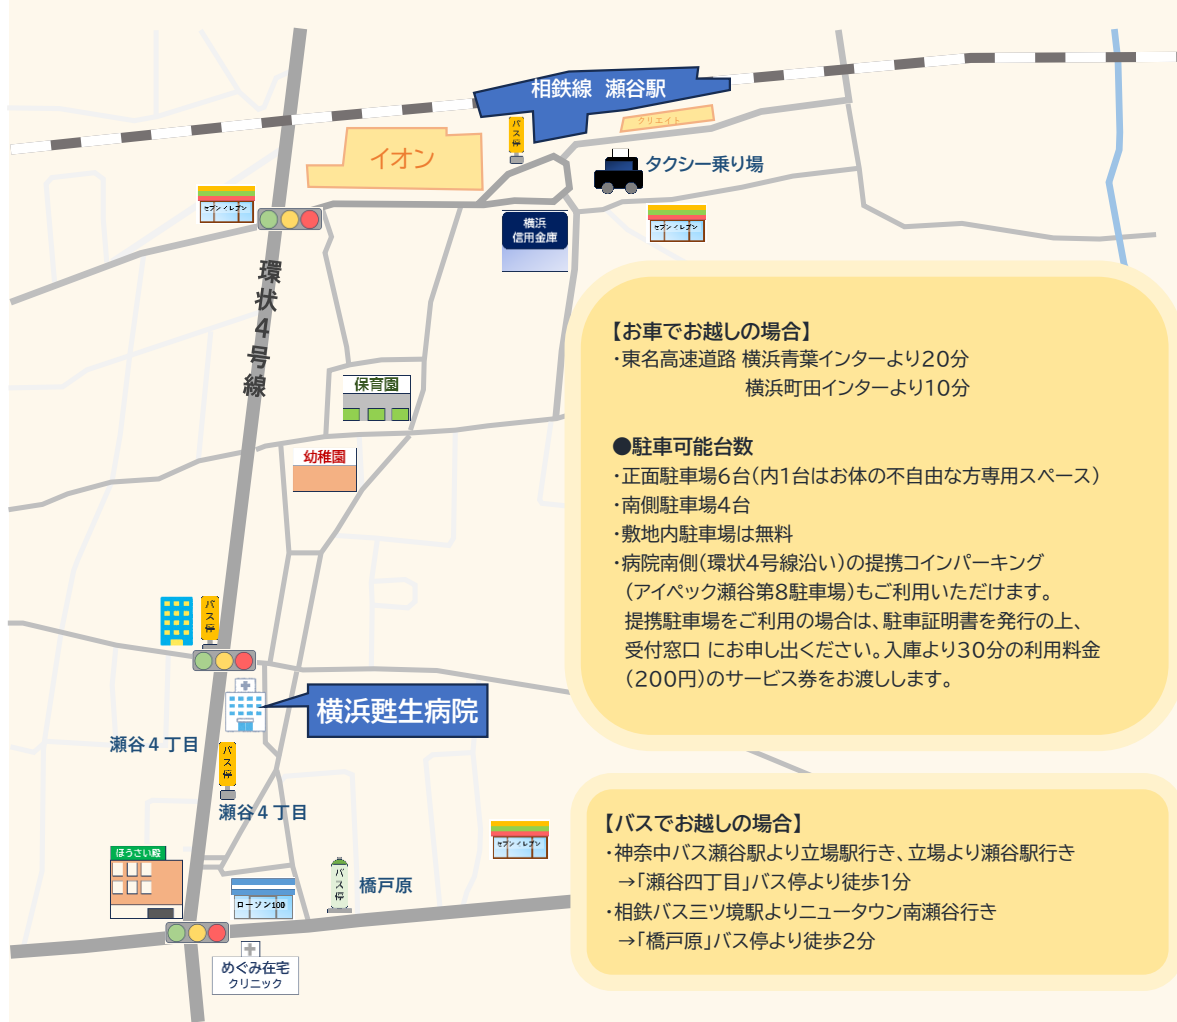 相鉄線 瀬谷駅
バス停
クリエイト
イオン
タクシー乗り場
セブンイレブン
横浜
信用金庫
セブンイレブン
環状4号線
保育園
幼稚園
バス停
横浜甦生病院
瀬谷4丁目
バス停
瀬谷4丁目
セブンイレブン
ほうさい殿
バス停
橋戸原
ローソン100
めぐみ在宅
クリニック
【お車でお越しの場合】
・東名高速道路 横浜青葉インターより20分
横浜町田インターより10分
●駐車可能台数
・正面駐車場6台(内1台はお体の不自由な方専用スペース)
・南側駐車場4台
・敷地内駐車場は無料
・病院南側(環状4号線沿い)の提携コインパーキング
(アイペック瀬谷第8駐車場)もご利用いただけます。
提携駐車場をご利用の場合は、駐車証明書を発行の上、
受付窓口 にお申し出ください。入庫より30分の利用料金
(200円)のサービス券をお渡しします。
【バスでお越しの場合】
・神奈中バス瀬谷駅より立場駅行き、立場より瀬谷駅行き
→「瀬谷四丁目」バス停より徒歩1分
・相鉄バス三ツ境駅よりニュータウン南瀬谷行き
→「橋戸原」バス停より徒歩2分